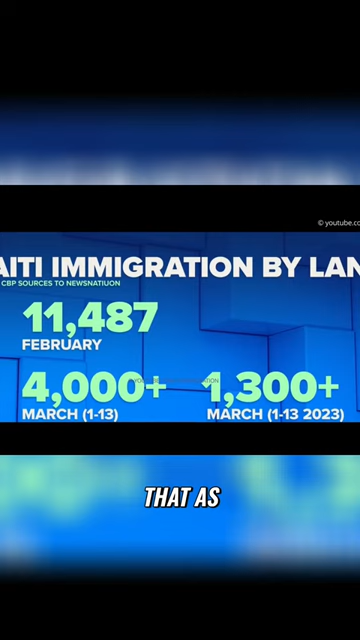 © youtube.co
AITI IMMIGRATION BY LAN
CBP SOURCES TO NEWSNATIUON
11,487
FEBRUARY
4,000+ 1,300+
MARCH (1-13) MARCH (1-13 2023)
THAT AS